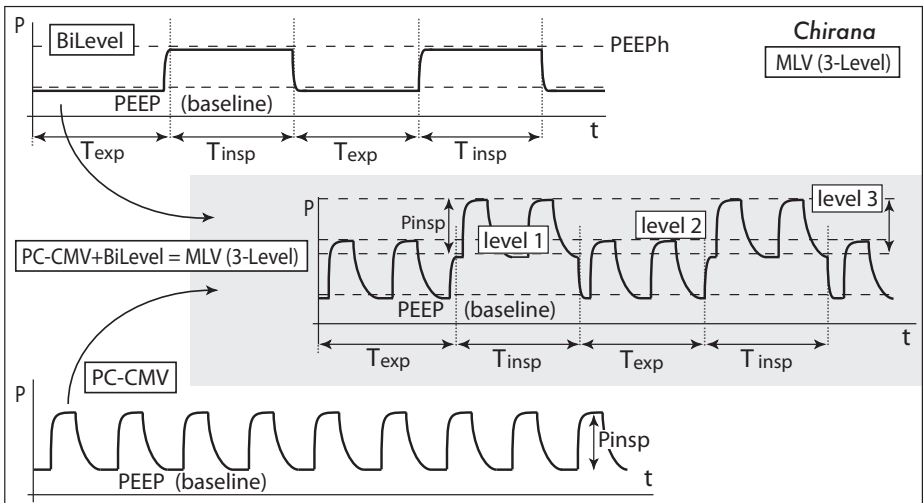 P
BiLevel
PEEPh
Chirana
MLV (3-Level)
PEEP (baseline)
t
Texp Tinsp Texp T insp
P
Pinsp
level 1
level 2
level 3
PC-CMV+BiLevel = MLV (3-Level)
PEEP (baseline)
t
Texp Tinsp Texp T insp
PC-CMV
P
Pinsp
PEEP (baseline)
t